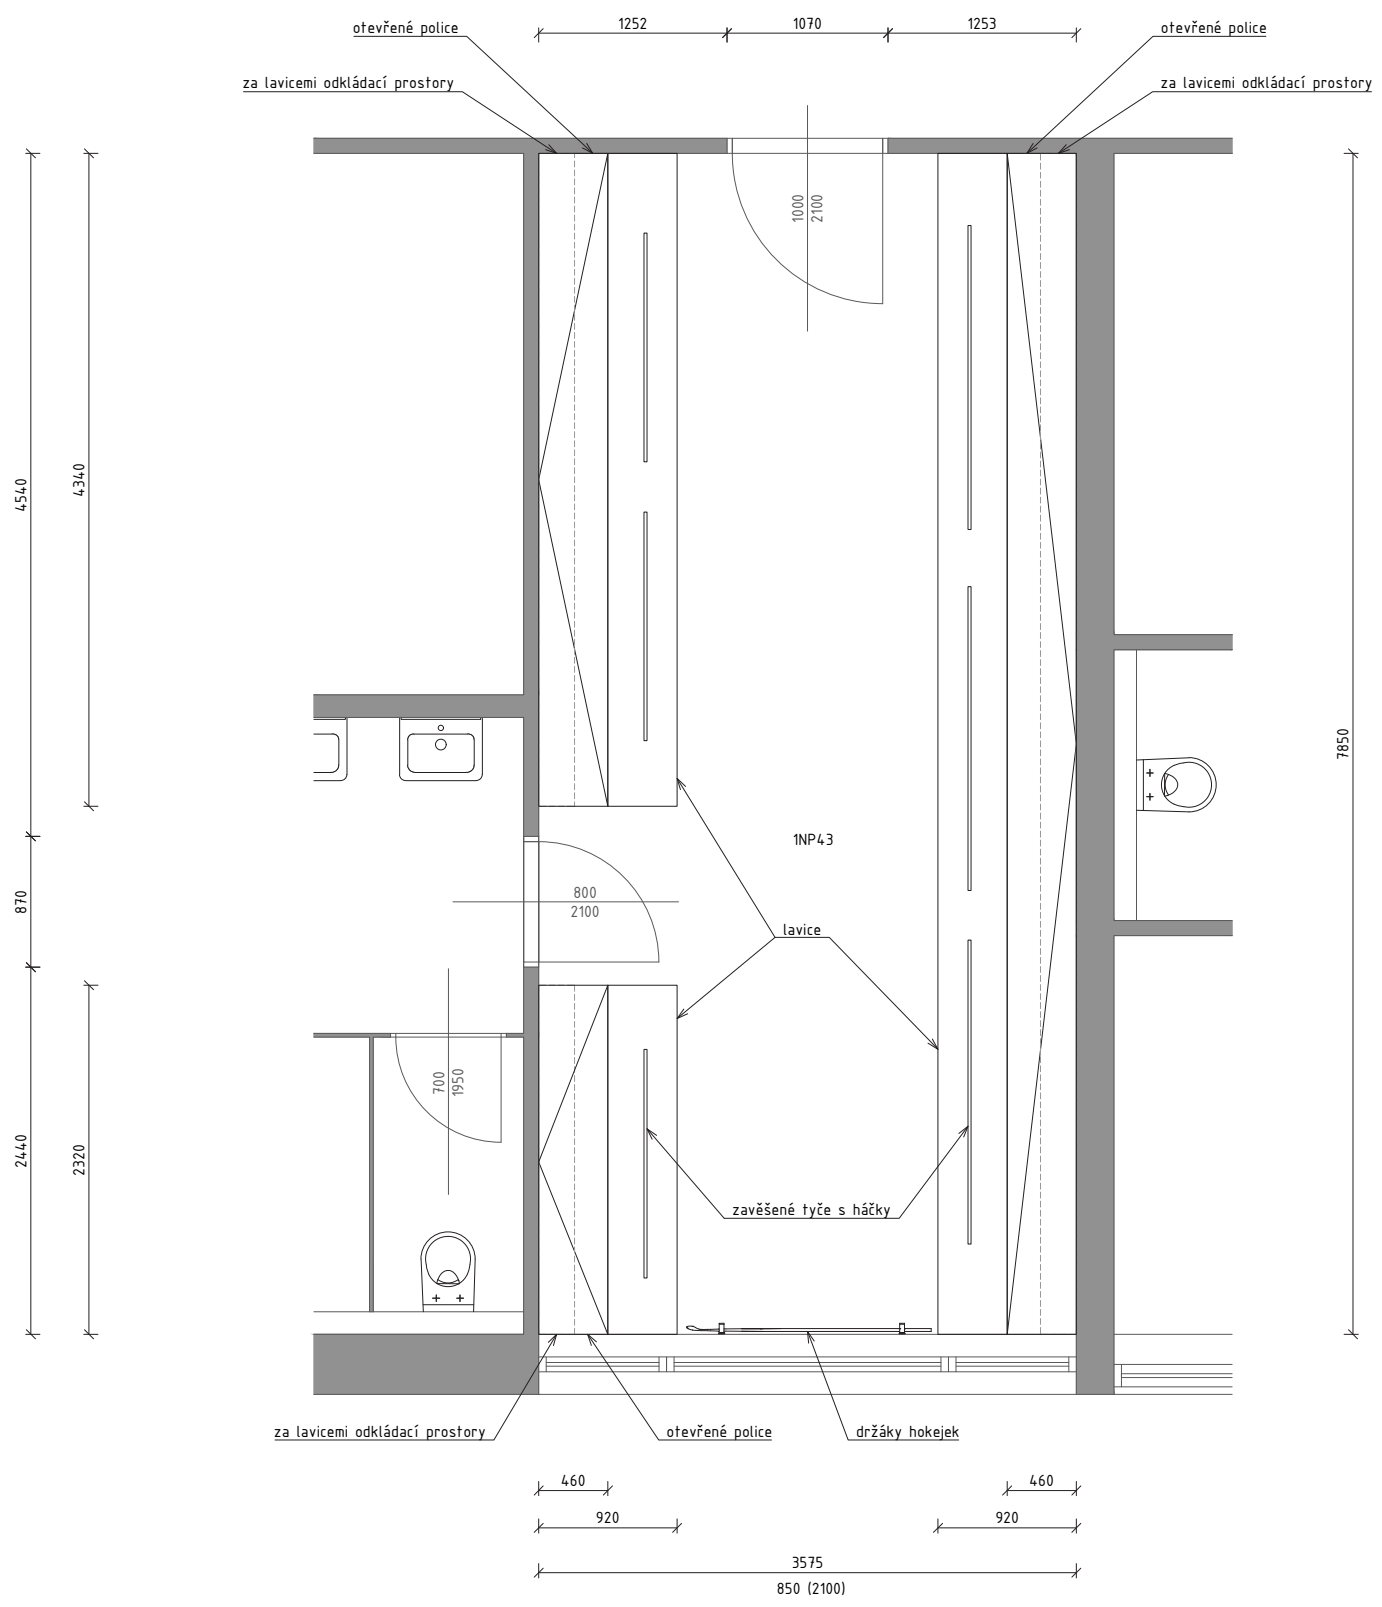 1252
1070
1253
otevřené police
otevřené police
za lavicemi odkládací prostory
za lavicemi odkládací prostory
1000
2100
4540
4340
7850
1NP43
870
800
2100
lavice
700
1950
2440
2320
zavěšené tyče s háčky
za lavicemi odkládací prostory
otevřené police
držáky hokejek
460
460
920
920
3575
850 (2100)